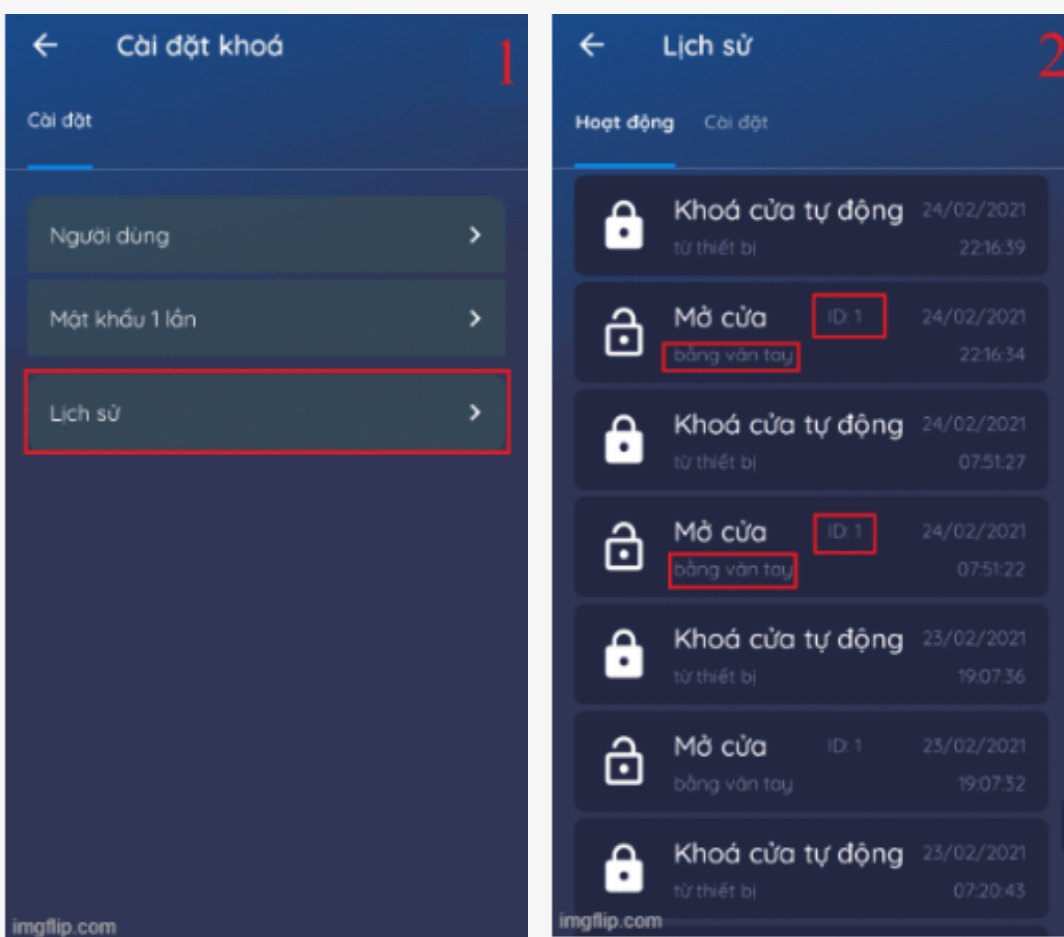 Cài đặt khoá
1
Cài đặt
Người dùng
Mật khẩu 1 lần
Lịch sử
imgflip.com
Lịch sử
2
Hoạt động Cài đặt
Khoá cửa tự động 24/02/2021
từ thiết bị 22:16:39
Mở cửa ID: 1 24/02/2021
bằng vân tay 22:16:34
Khoá cửa tự động 24/02/2021
từ thiết bị 07:51:27
Mở cửa ID: 1 24/02/2021
bằng vân tay 07:51:22
Khoá cửa tự động 23/02/2021
từ thiết bị 19:07:36
Mở cửa ID: 1 23/02/2021
bằng vân tay 19:07:32
Khoá cửa tự động 23/02/2021
từ thiết bị 07:20:43
imgflip.com